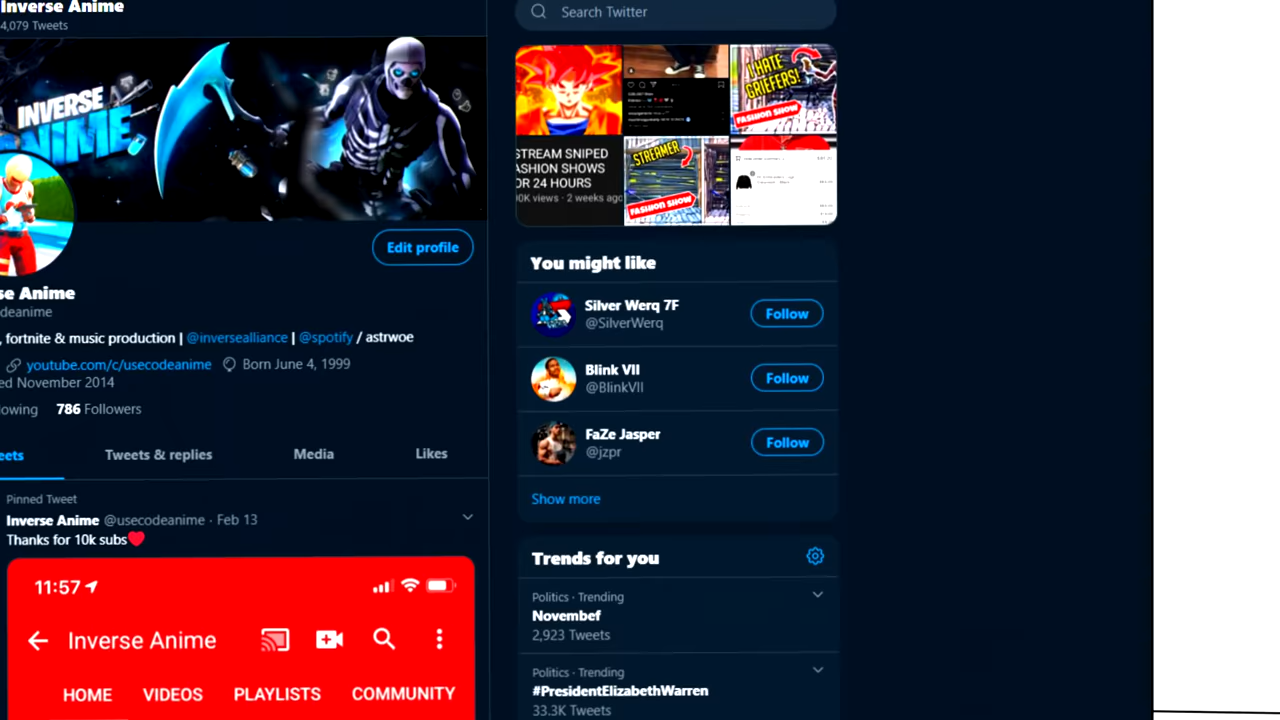 Inverse Anime
4,079 Tweets
INVERSE
Edit profile
se Anime
deanime
, fortnite & music production | @inversealliance | @spotify / astrwoe
youtube.com/c/usecodeanime Born June 4, 1999
ed November 2014
lowing 786 Followers
eets Tweets & replies Media Likes
Pinned Tweet
Inverse Anime @usecodeanime · Feb 13
Thanks for 10k subs❤️
11:57
Inverse Anime
HOME VIDEOS PLAYLISTS COMMUNITY
Search Twitter
I HATE
GRIEFERS!
FASHION SHOW
STREAM SNIPED
ASHION SHOWS
OR 24 HOURS
0K views · 2 weeks ago
STREAMER
FASHION SHOW
You might like
Silver Werq 7F
@SilverWerq
Follow
Blink VII
@BlinkVII
Follow
FaZe Jasper
@jzpr
Follow
Show more
Trends for you
Politics · Trending
Novembef
2,923 Tweets
Politics · Trending
#PresidentElizabethWarren
33.3K Tweets